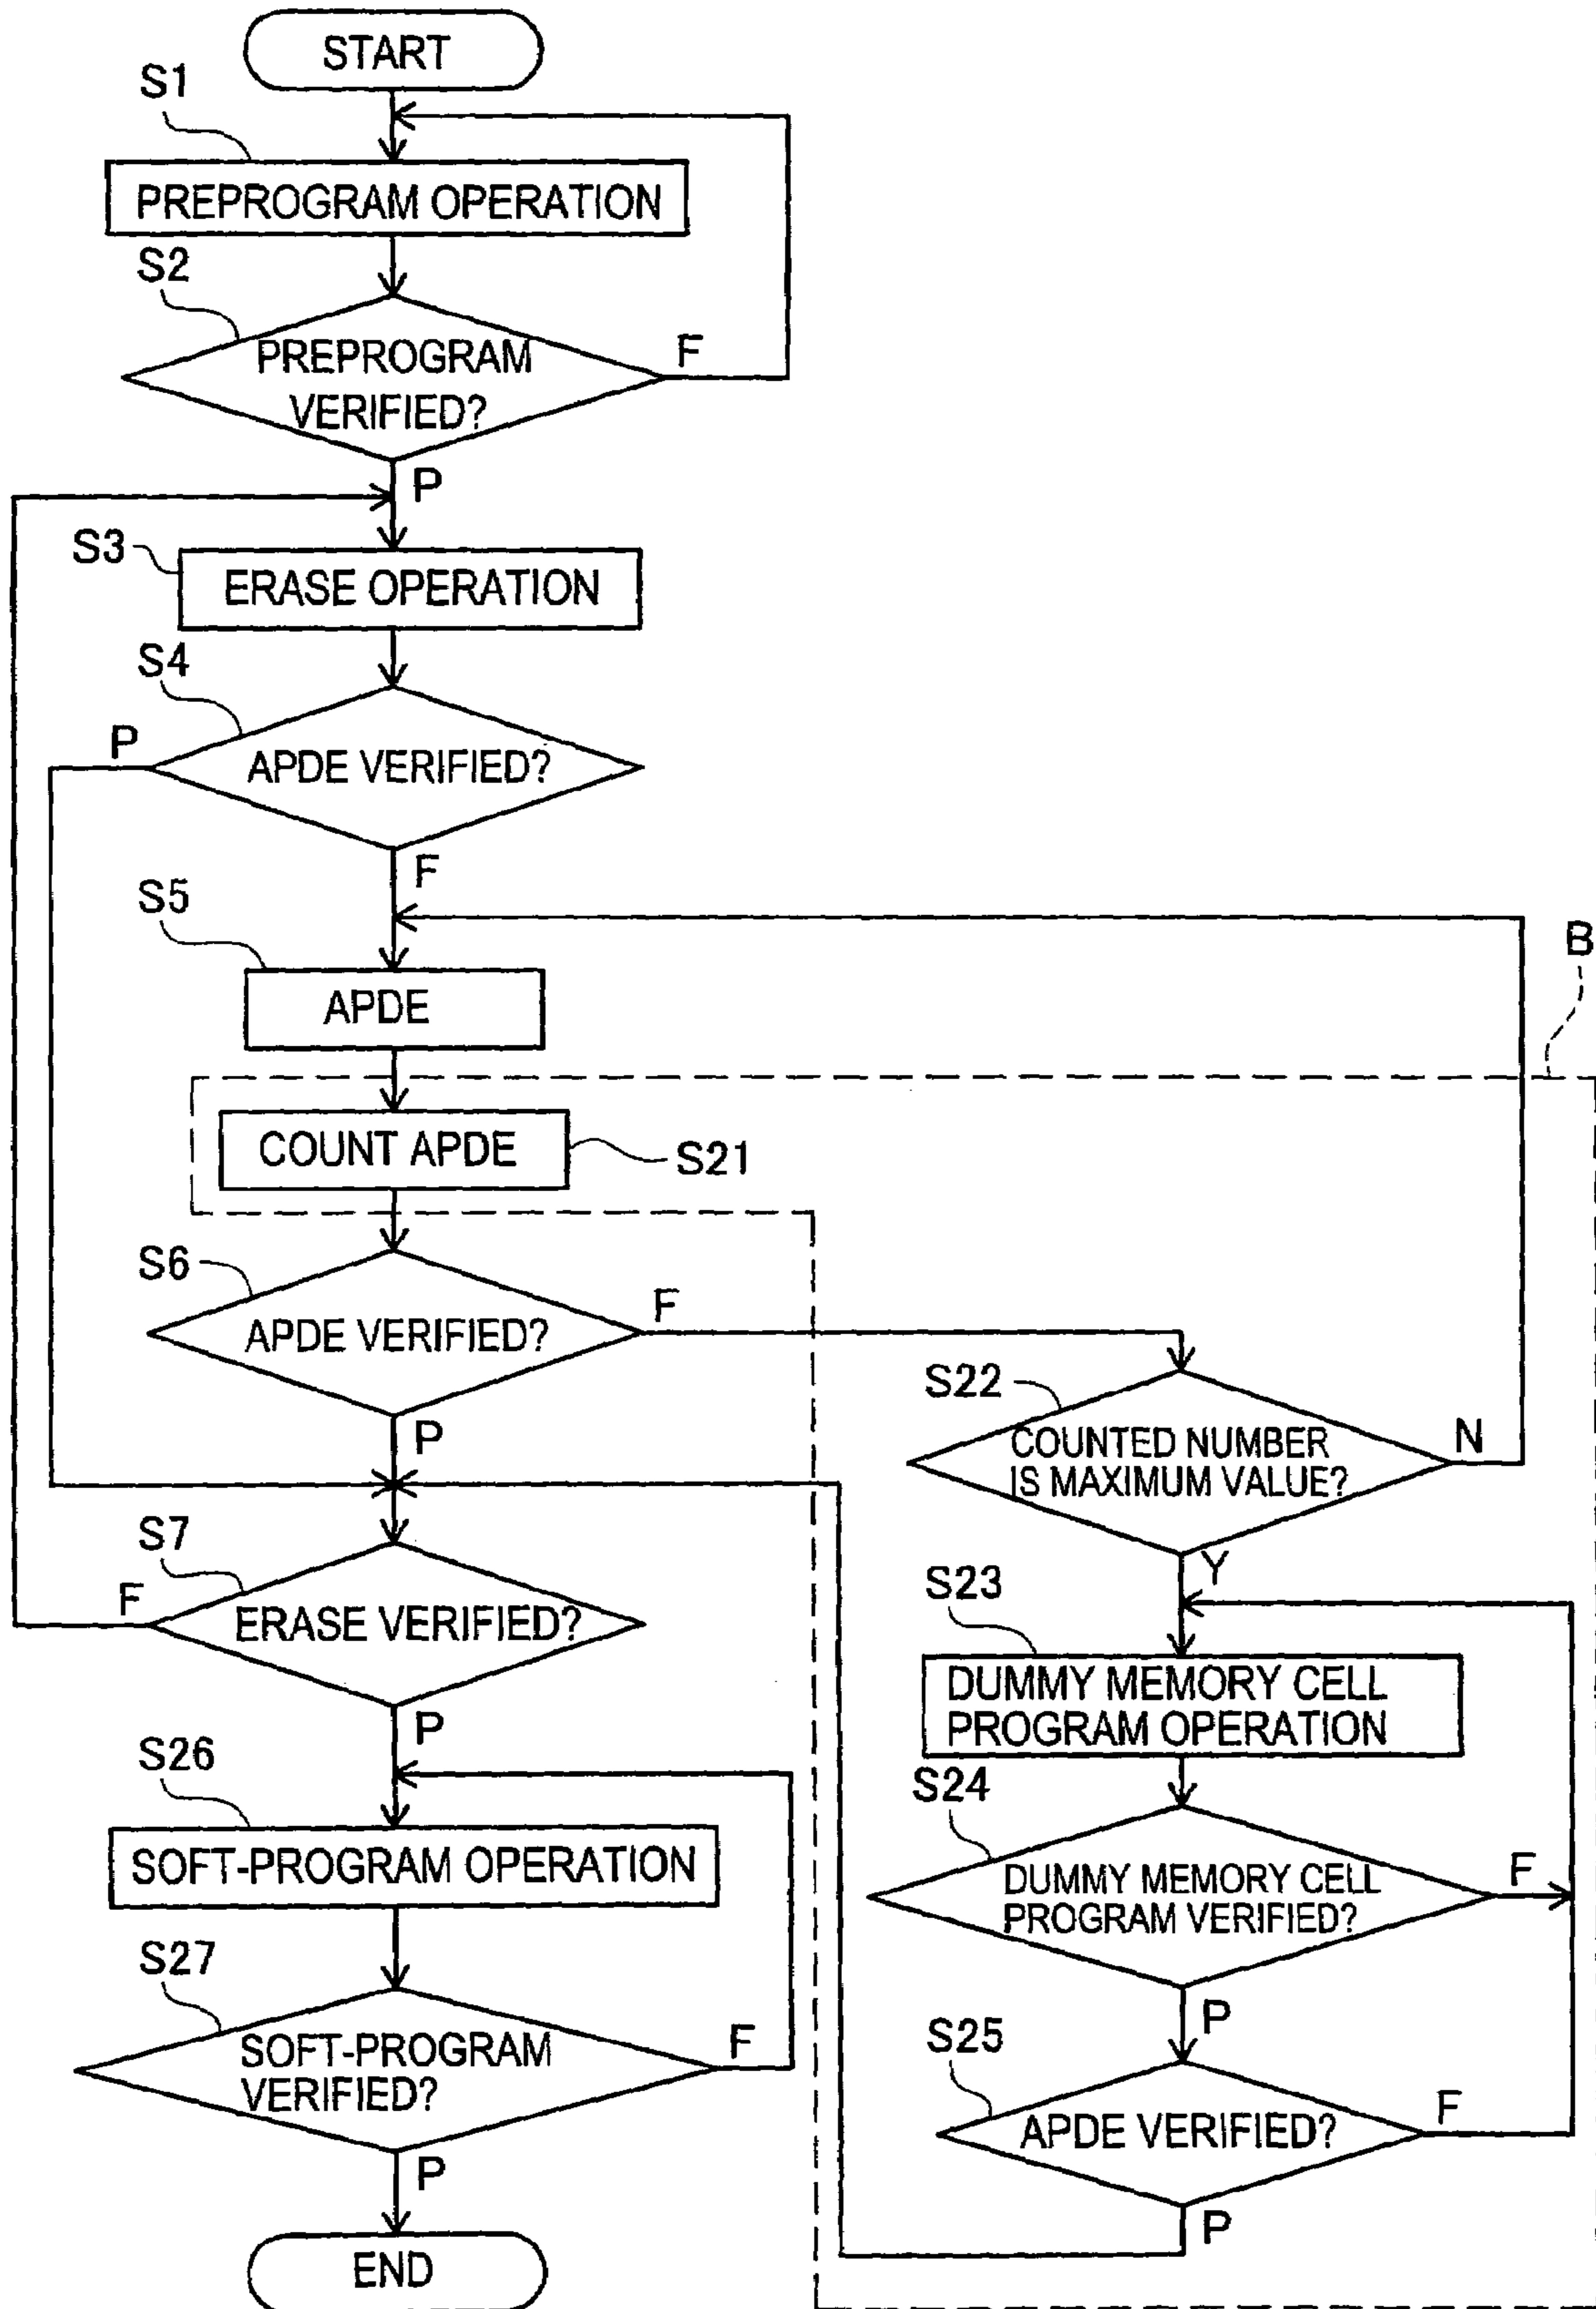 START
S1
PREPROGRAM OPERATION
S2
PREPROGRAM
VERIFIED?
F
P
S3
ERASE OPERATION
S4
P
APDE VERIFIED?
F
S5
APDE
B
COUNT APDE
S21
S6
APDE VERIFIED?
F
P
S22
COUNTED NUMBER
IS MAXIMUM VALUE?
N
Y
S7
F
ERASE VERIFIED?
P
S23
DUMMY MEMORY CELL
PROGRAM OPERATION
S24
DUMMY MEMORY CELL
PROGRAM VERIFIED?
F
P
S25
APDE VERIFIED?
F
P
S26
SOFT-PROGRAM OPERATION
S27
SOFT-PROGRAM
VERIFIED?
F
P
END